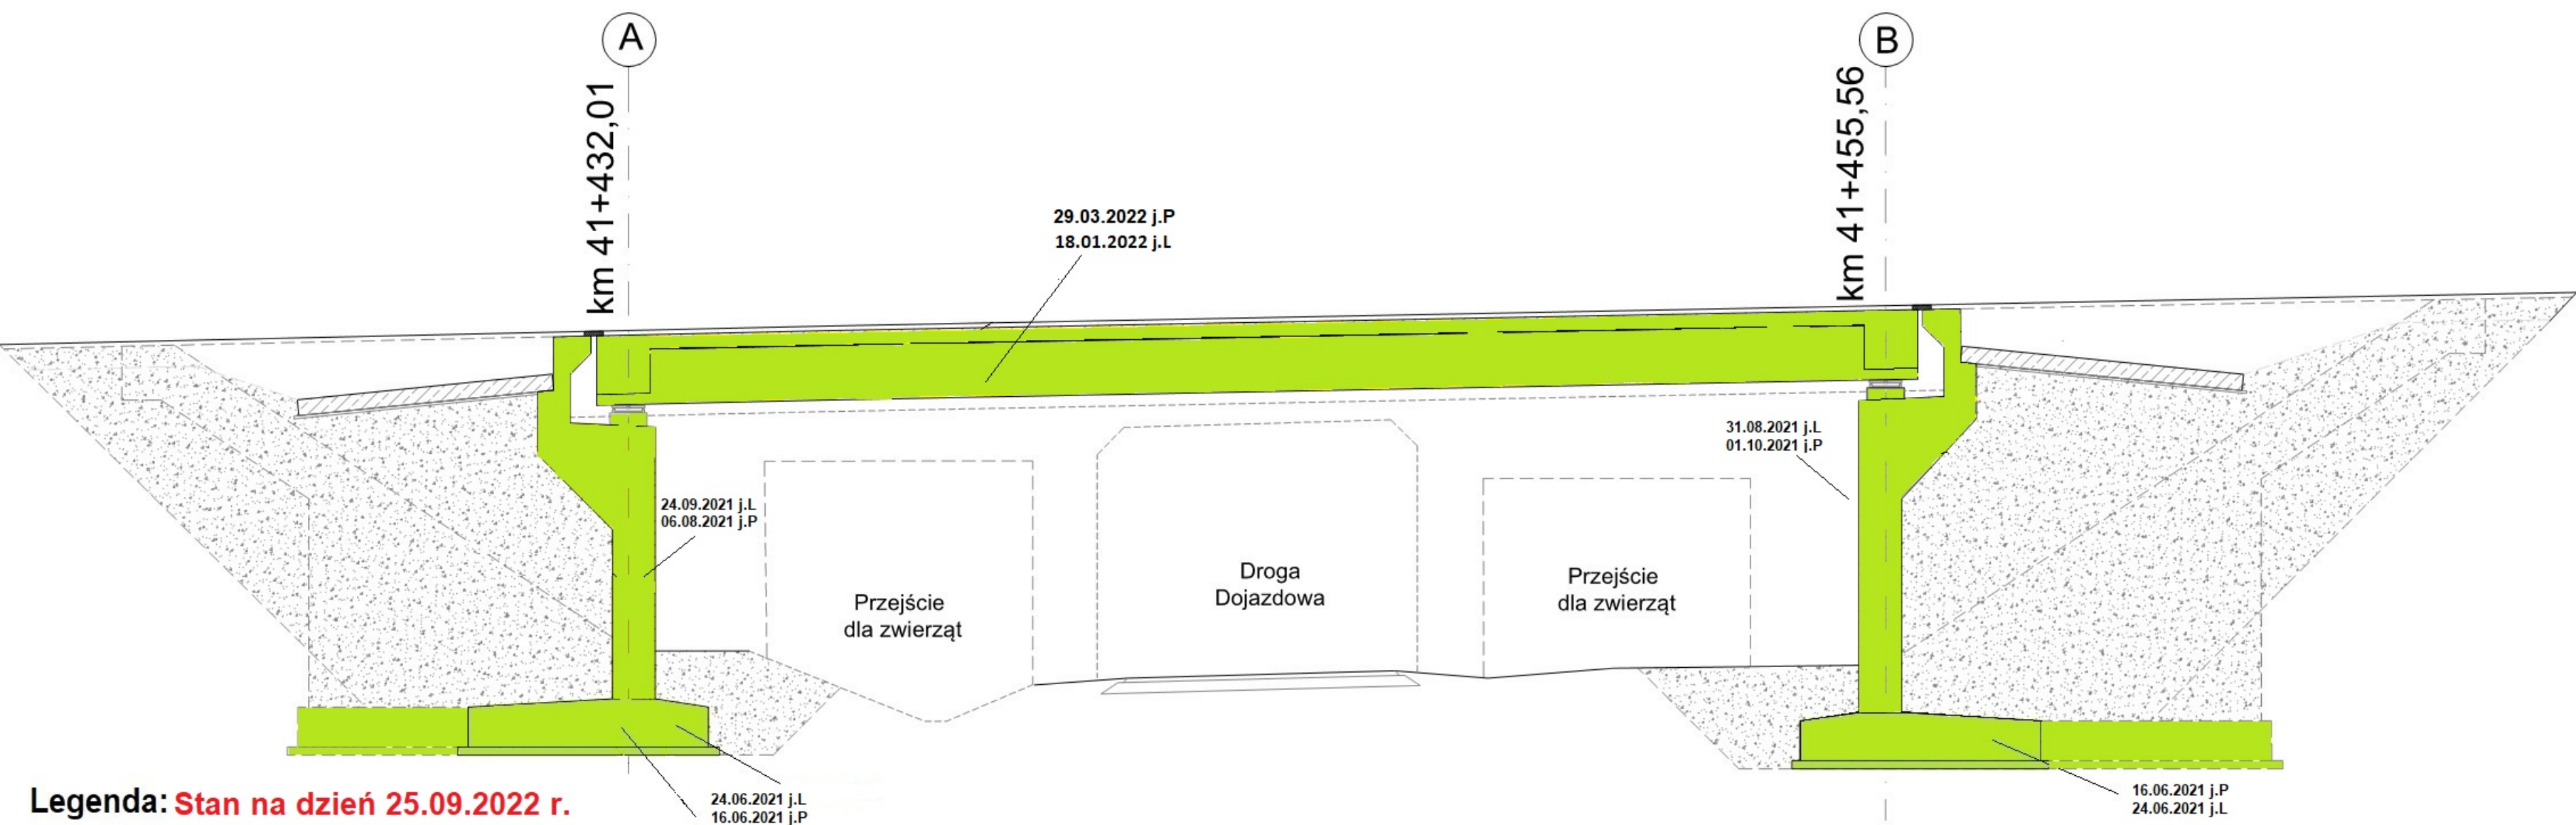 A
B
km 41+432,01
km 41+455,56
29.03.2022 j.P
18.01.2022 j.L
31.08.2021 j.L
01.10.2021 j.P
24.09.2021 j.L
06.08.2021 j.P
Droga
Dojazdowa
Przejście
dla zwierząt
Przejście
dla zwierząt
24.06.2021 j.L
16.06.2021 j.P
16.06.2021 j.P
24.06.2021 j.L
Legenda: Stan na dzień 25.09.2022 r.